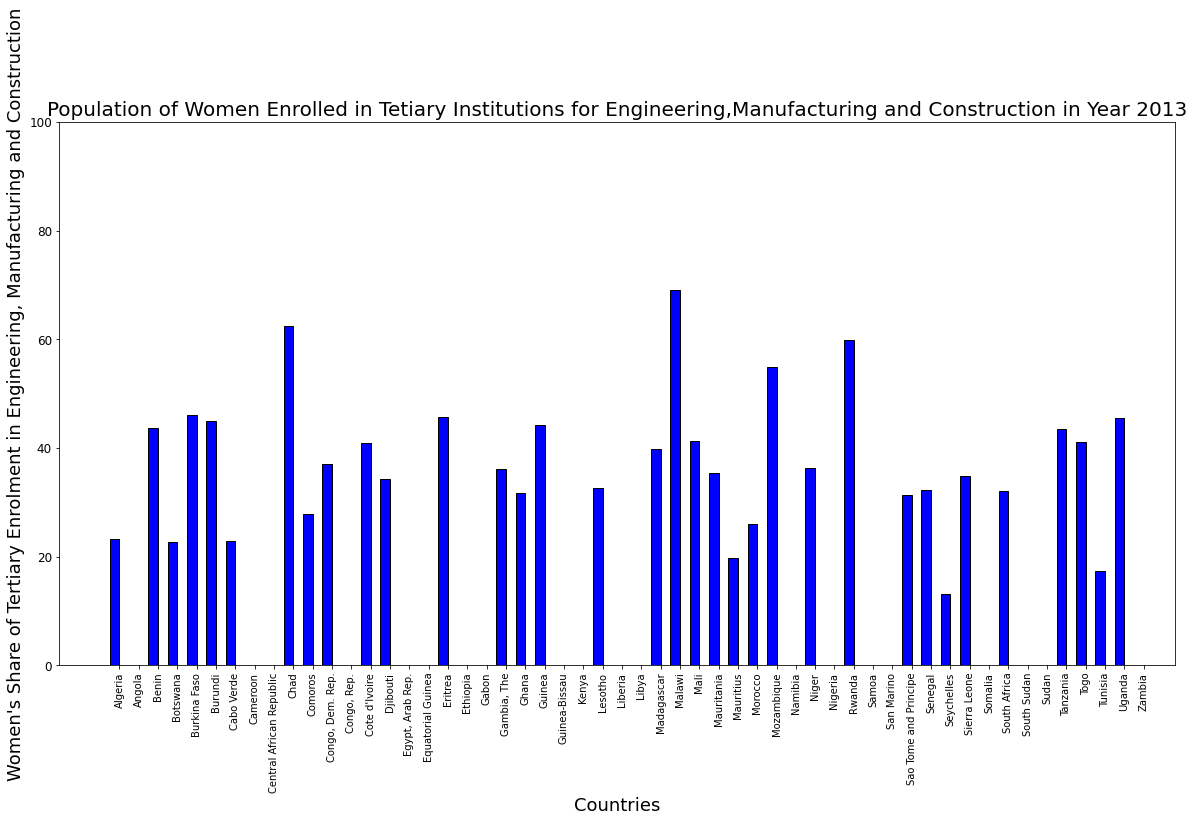 Population of Women Enrolled in Tetiary Institutions for Engineering,Manufacturing and Construction in Year 2013
Women's Share of Tertiary Enrolment in Engineering, Manufacturing and Construction
100
80
60
40
20
0
Algeria
Angola
Benin
Botswana
Burkina Faso
Burundi
Cabo Verde
Cameroon
Central African Republic
Chad
Comoros
Congo, Dem. Rep.
Congo, Rep.
Cote d'Ivoire
Djibouti
Egypt, Arab Rep.
Equatorial Guinea
Eritrea
Ethiopia
Gabon
Gambia, The
Ghana
Guinea
Guinea-Bissau
Kenya
Lesotho
Liberia
Libya
Madagascar
Malawi
Mali
Mauritania
Mauritius
Morocco
Mozambique
Namibia
Niger
Nigeria
Rwanda
Samoa
San Marino
Sao Tome and Principe
Senegal
Seychelles
Sierra Leone
Somalia
South Africa
South Sudan
Sudan
Tanzania
Togo
Tunisia
Uganda
Zambia
Countries